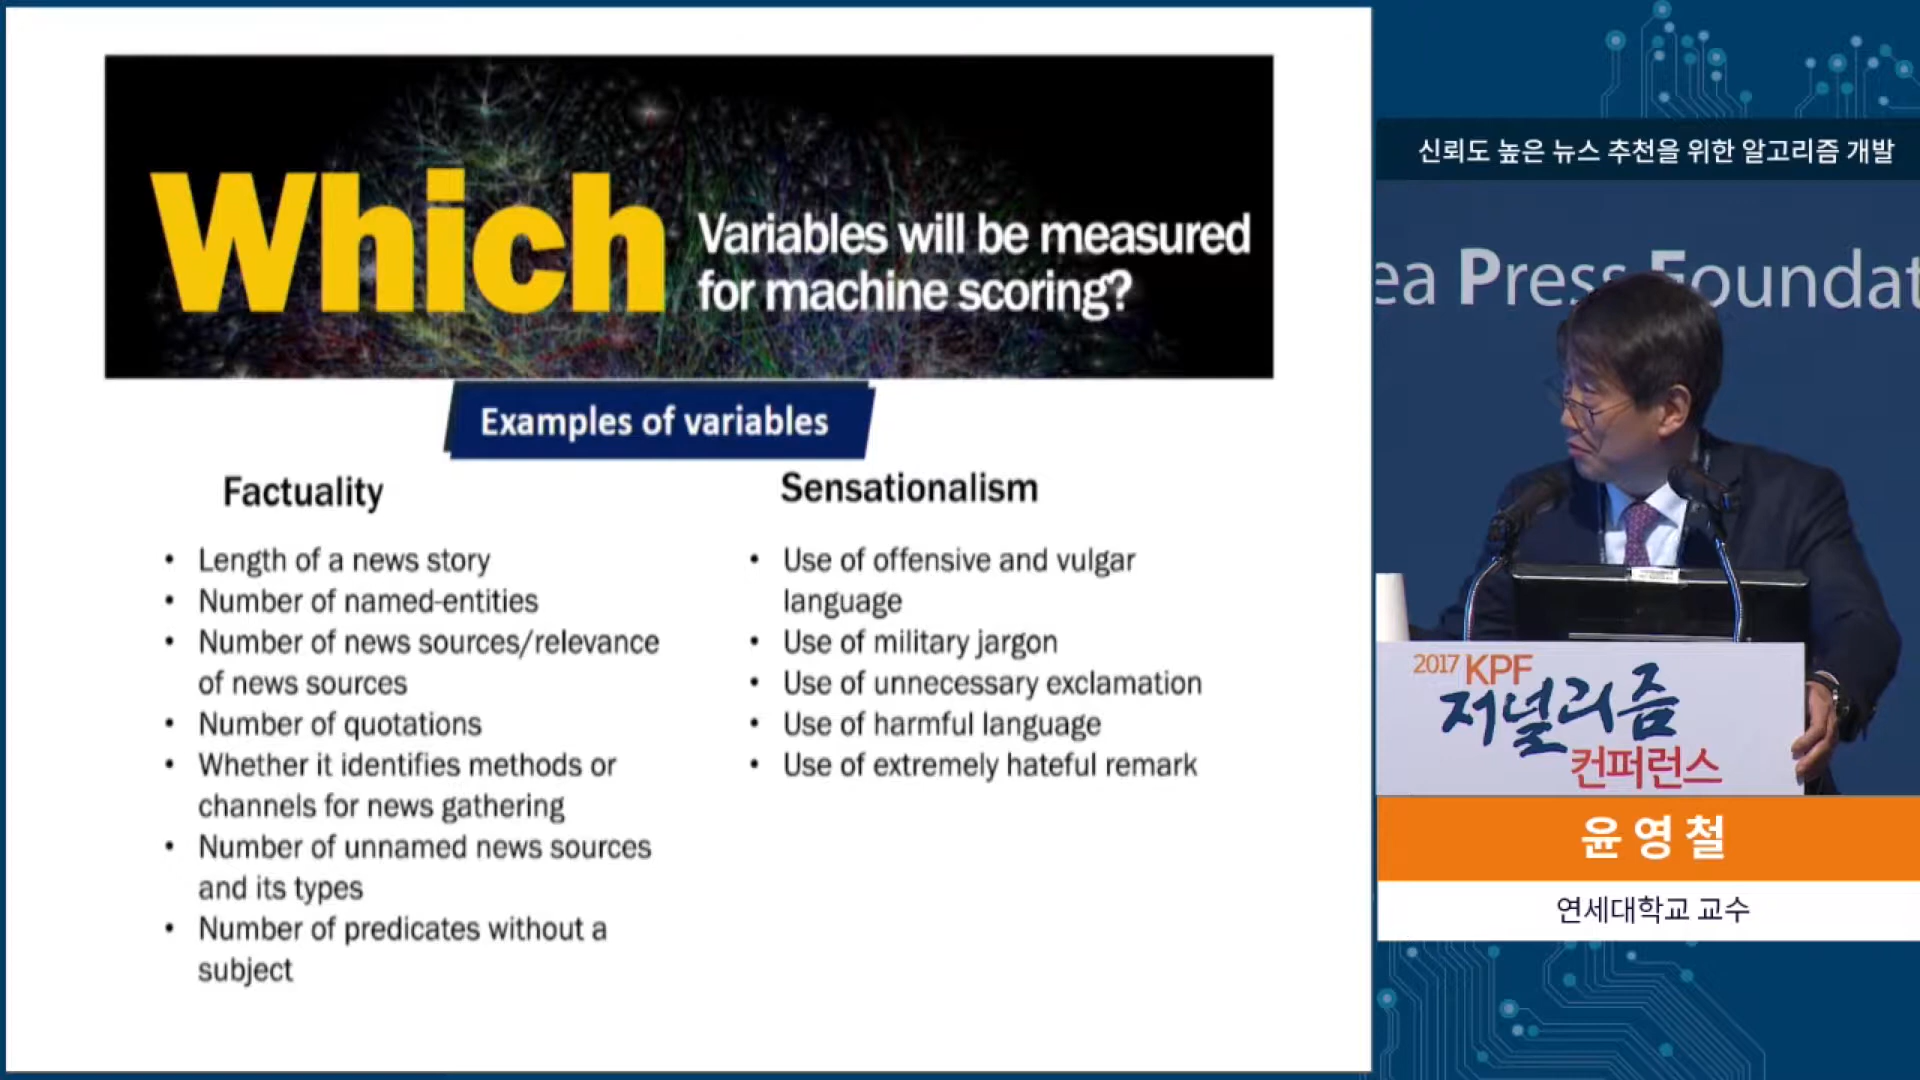 Which
Variables will be measured
for machine scoring?
Examples of variables
Factuality
• Length of a news story
• Number of named-entities
• Number of news sources/relevance
of news sources
• Number of quotations
• Whether it identifies methods or
channels for news gathering
• Number of unnamed news sources
and its types
• Number of predicates without a
subject
Sensationalism
• Use of offensive and vulgar
language
• Use of military jargon
• Use of unnecessary exclamation
• Use of harmful language
• Use of extremely hateful remark
신뢰도 높은 뉴스 추천을 위한 알고리즘 개발
ea Press Foundat
2017 KPF
저널리즘
컨퍼런스
윤영철
연세대학교 교수